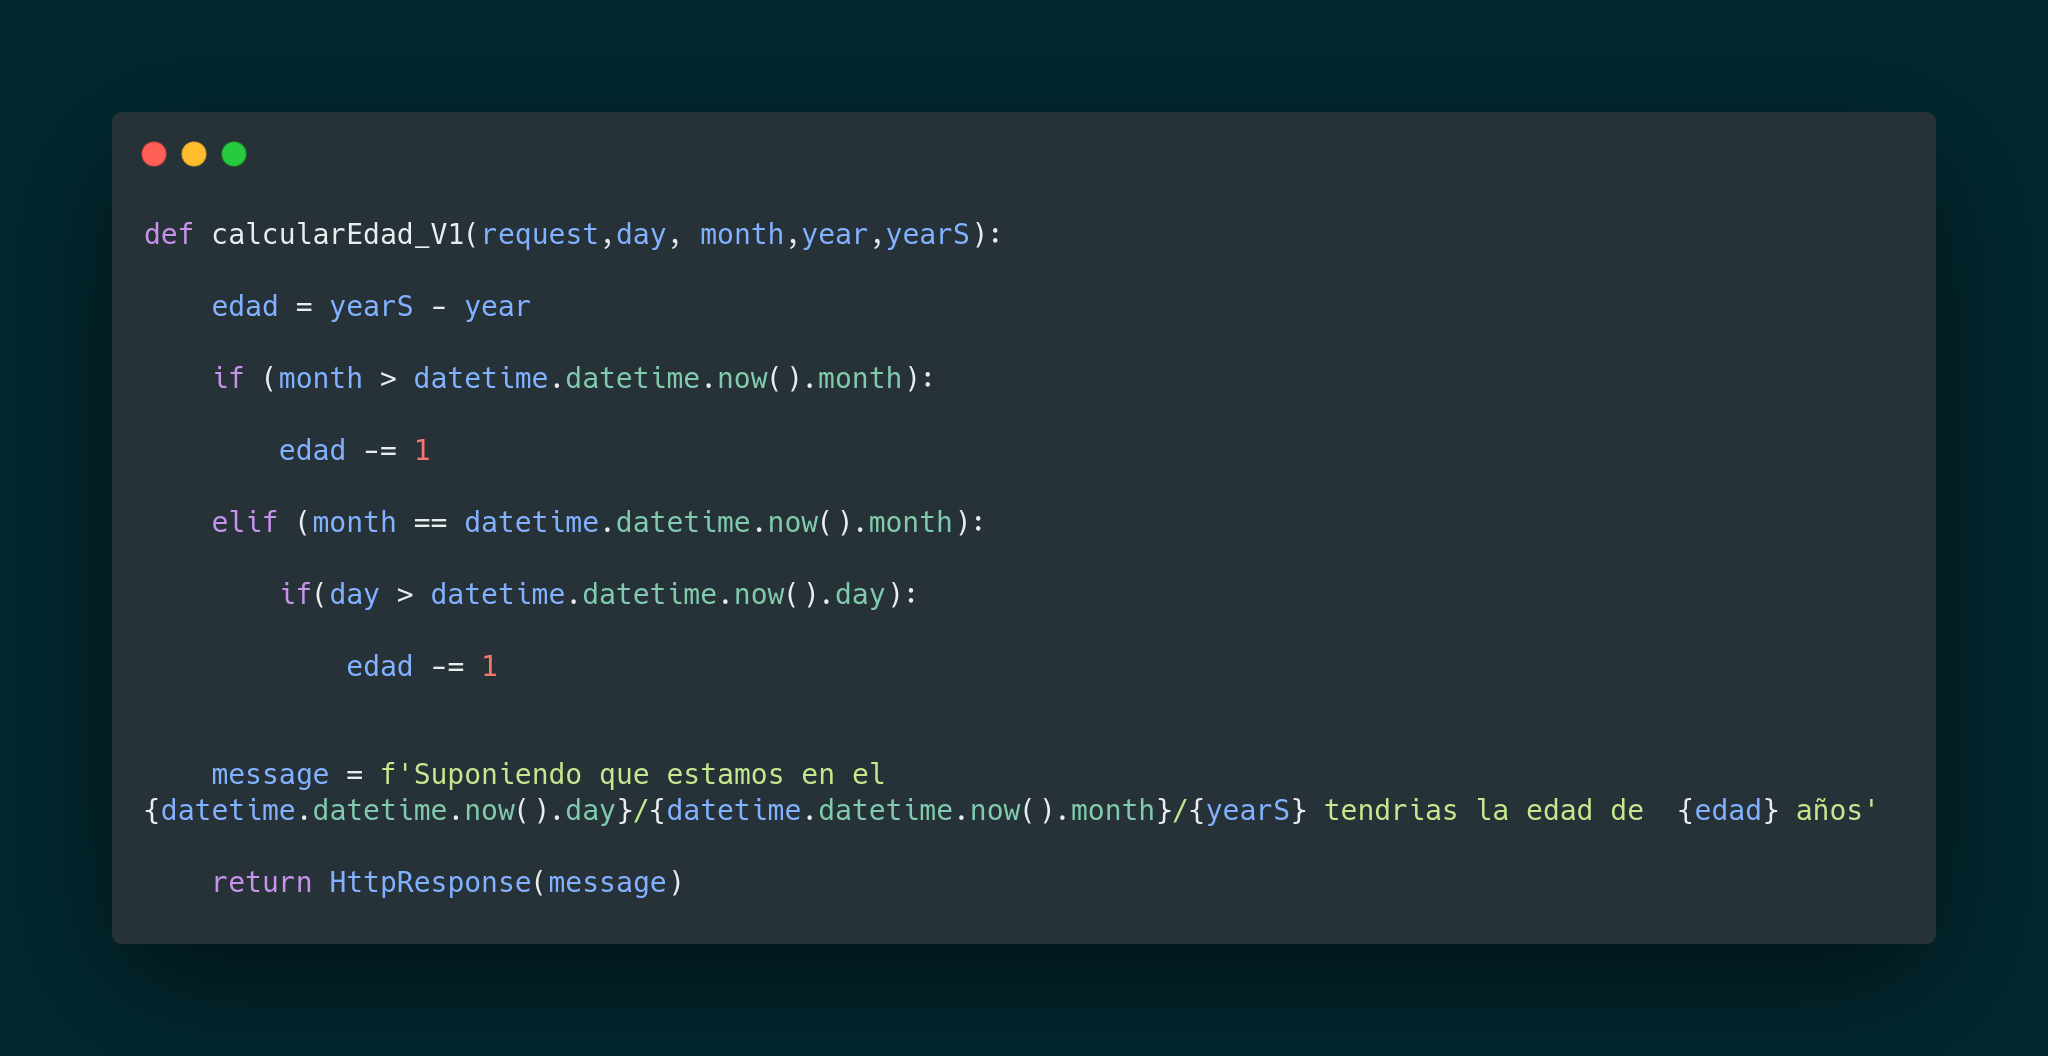 def calcularEdad_V1(request,day, month,year,yearS):
    edad = yearS - year
    if (month > datetime.datetime.now().month):
        edad -= 1
    elif (month == datetime.datetime.now().month):
        if(day > datetime.datetime.now().day):
            edad -= 1
    message = f'Suponiendo que estamos en el
{datetime.datetime.now().day}/{datetime.datetime.now().month}/{yearS} tendrias la edad de  {edad} años'
    return HttpResponse(message)